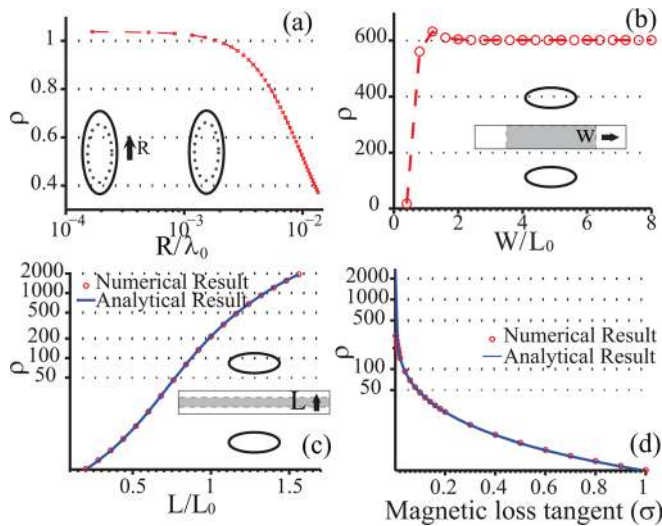 (a)
ρ
1
0.8
0.6
0.4
R
10⁻⁴ 10⁻³ 10⁻²
R/λ₀
(b)
ρ
600
400
200
0
W
0 2 4 6 8
W/L₀
2000
1000
500
200
100
50
ρ
Numerical Result
Analytical Result
L
(c)
0.5 1 1.5
L/L₀
2000
1000
500
100
50
ρ
Numerical Result
Analytical Result
(d)
0 0.2 0.4 0.6 0.8 1
Magnetic loss tangent (σ)